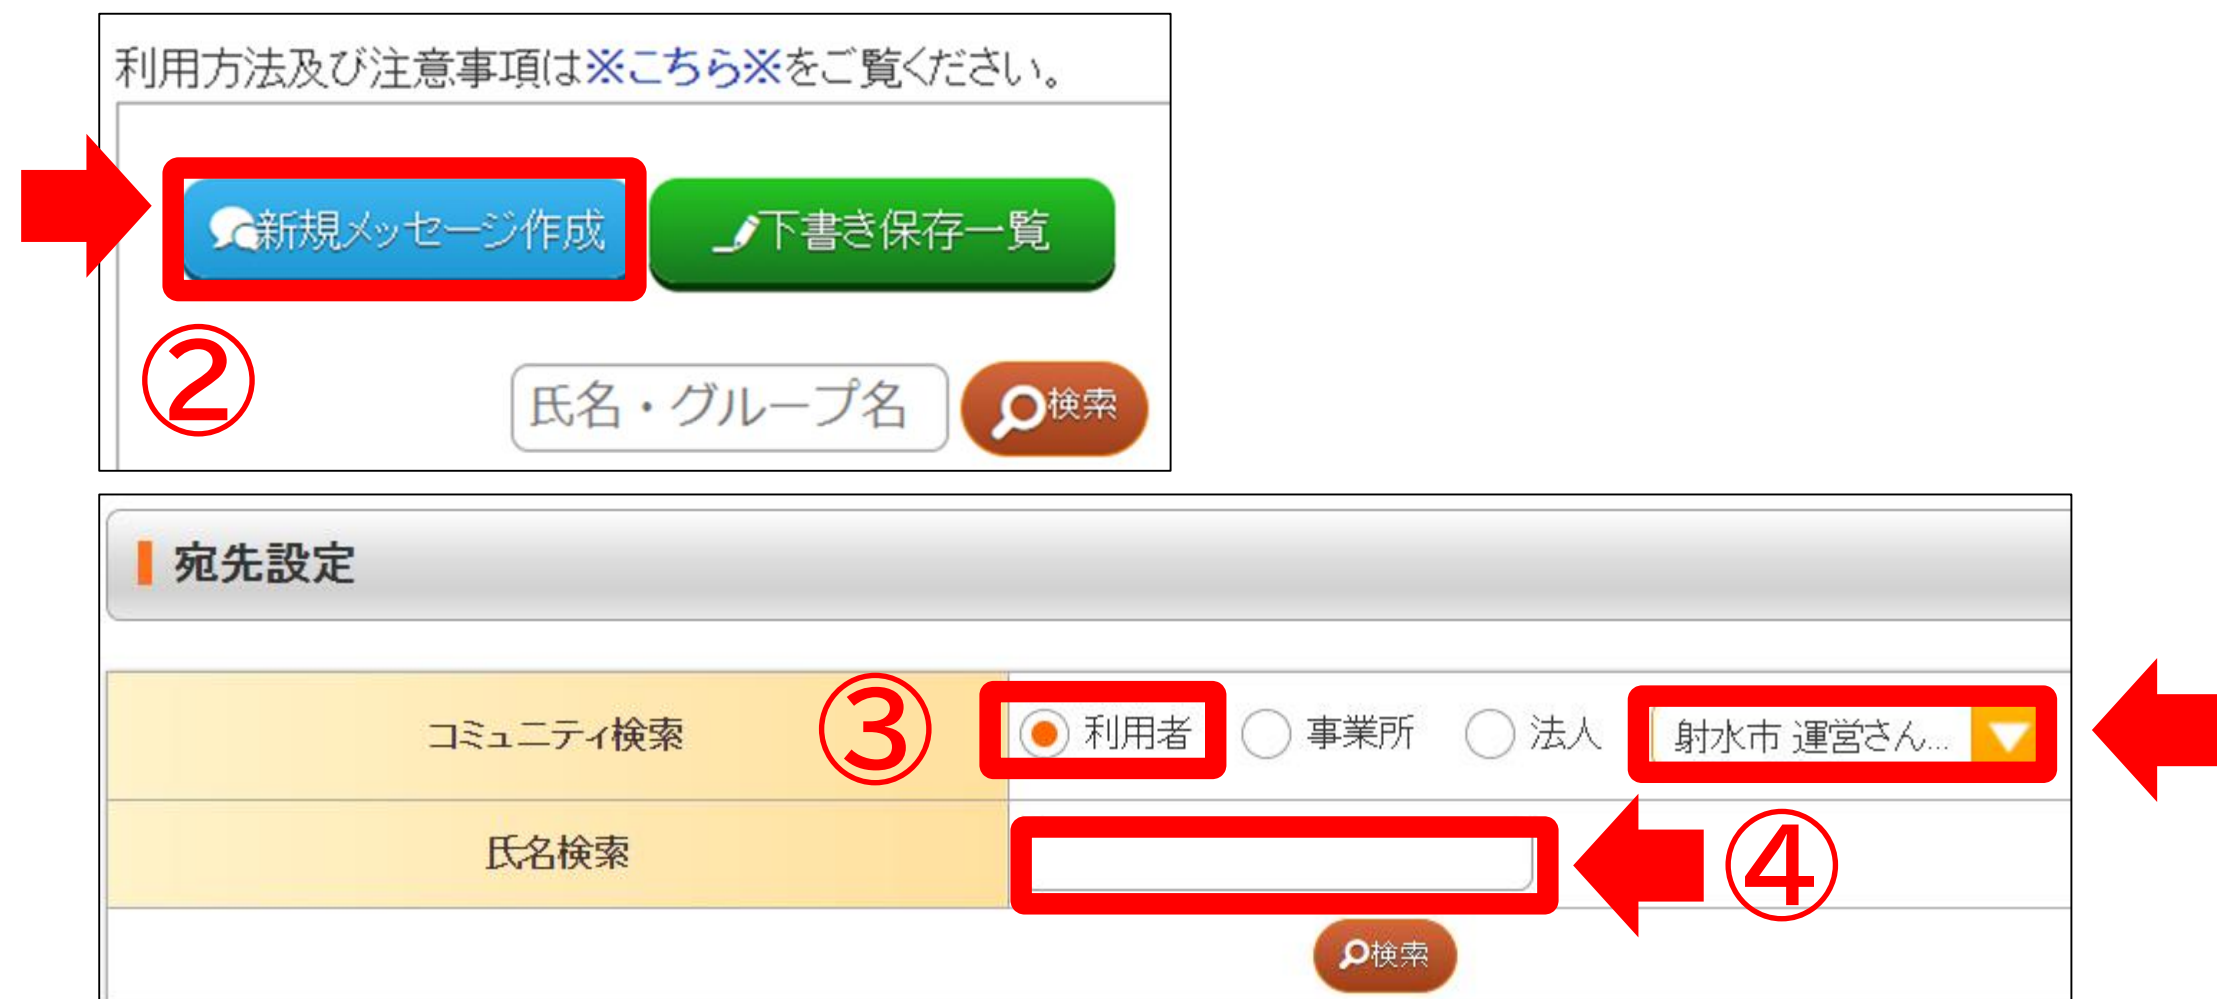 利用方法及び注意事項は※こちら※をご覧ください。
新規メッセージ作成 下書き保存一覧
②
氏名・グループ名 検索
宛先設定
コミュニティ検索 ③ 利用者 事業所 法人 射水市 運営さん...
氏名検索 ④
検索